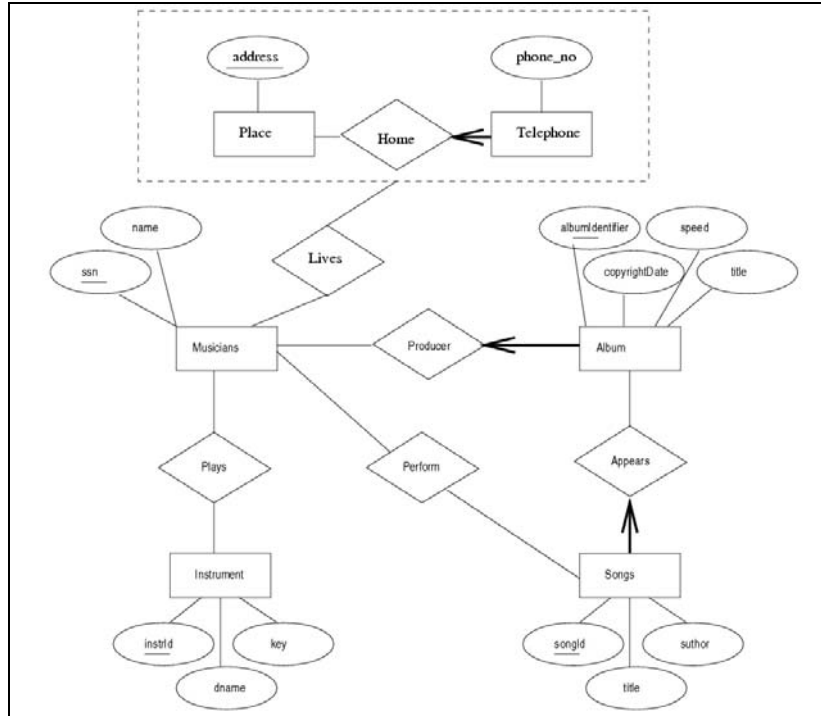 address
phone_no
Place
Home
Telephone
name
ssn
Lives
albumIdentifier
speed
copyrightDate
title
Musicians
Producer
Album
Plays
Perform
Appears
Instrument
Songs
instrId
key
dname
songId
suthor
title